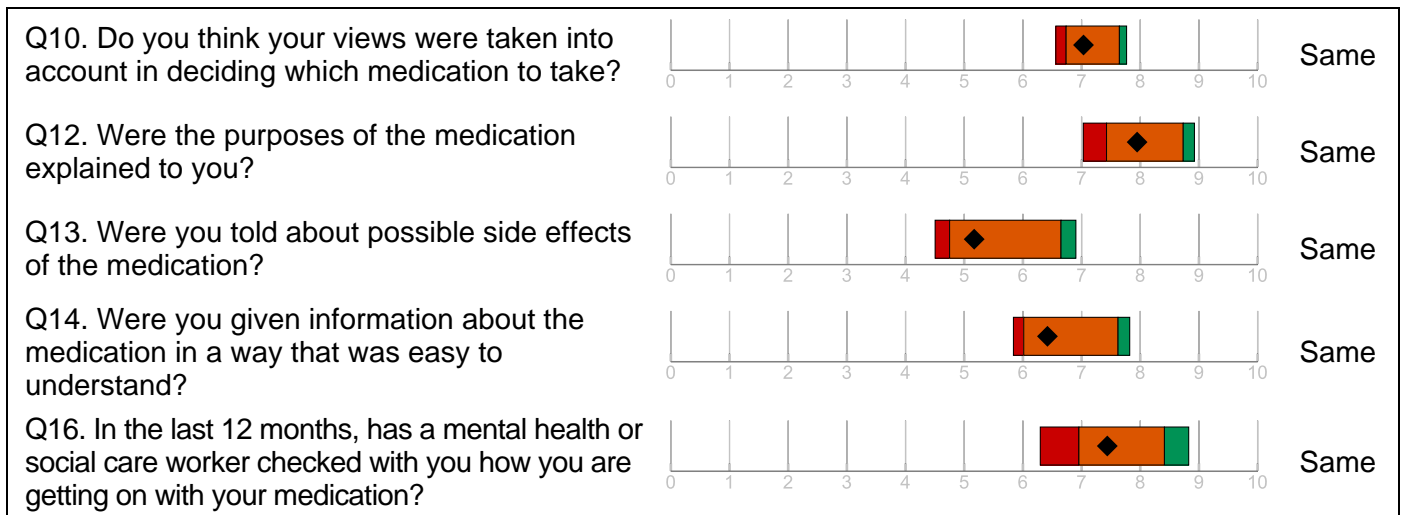 Q10. Do you think your views were taken into
account in deciding which medication to take?
0 1 2 3 4 5 6 7 8 9 10
Same
Q12. Were the purposes of the medication
explained to you?
0 1 2 3 4 5 6 7 8 9 10
Same
Q13. Were you told about possible side effects
of the medication?
0 1 2 3 4 5 6 7 8 9 10
Same
Q14. Were you given information about the
medication in a way that was easy to
understand?
0 1 2 3 4 5 6 7 8 9 10
Same
Q16. In the last 12 months, has a mental health or
social care worker checked with you how you are
getting on with your medication?
0 1 2 3 4 5 6 7 8 9 10
Same